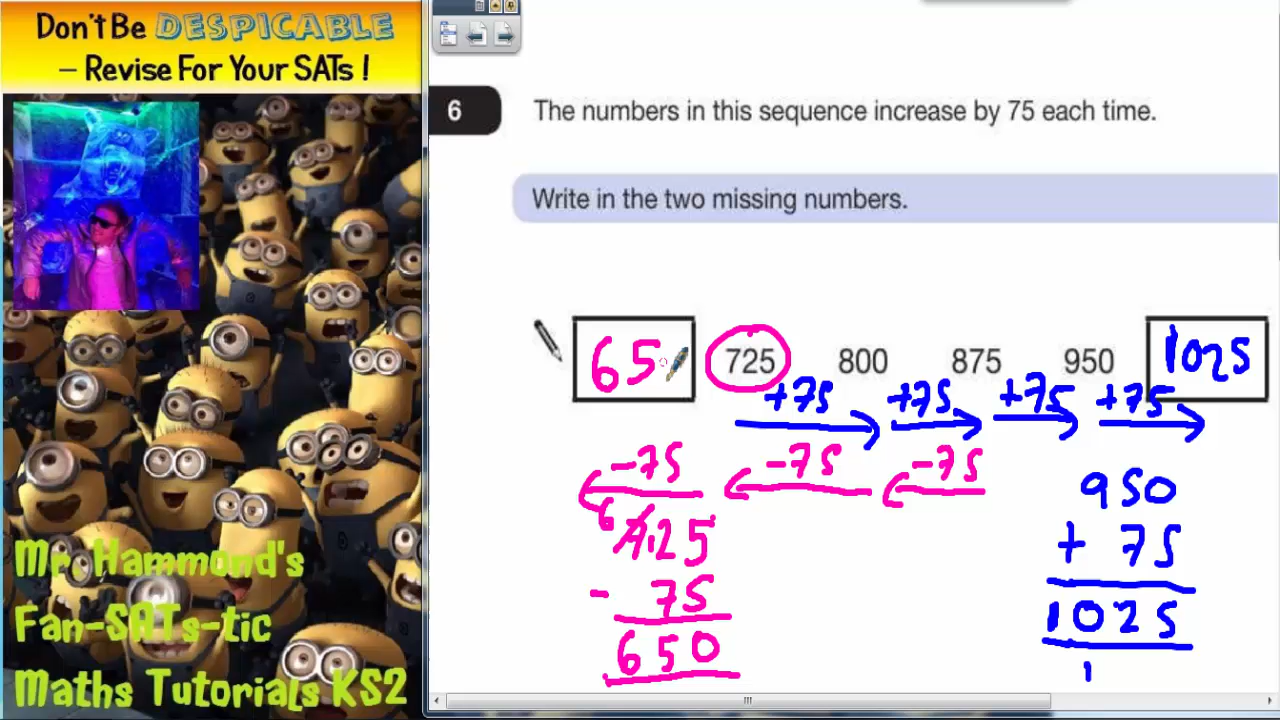 Don't Be DESPICABLE
– Revise For Your SATs !
6
The numbers in this sequence increase by 75 each time.
Write in the two missing numbers.
65 725 800 875 950 1025
+75 +75 +75 +75
-75 -75 -75
6
725
- 75
650
950
+ 75
1025
1
Mr Hammond's
Fan-SATs-tic
Maths Tutorials KS2